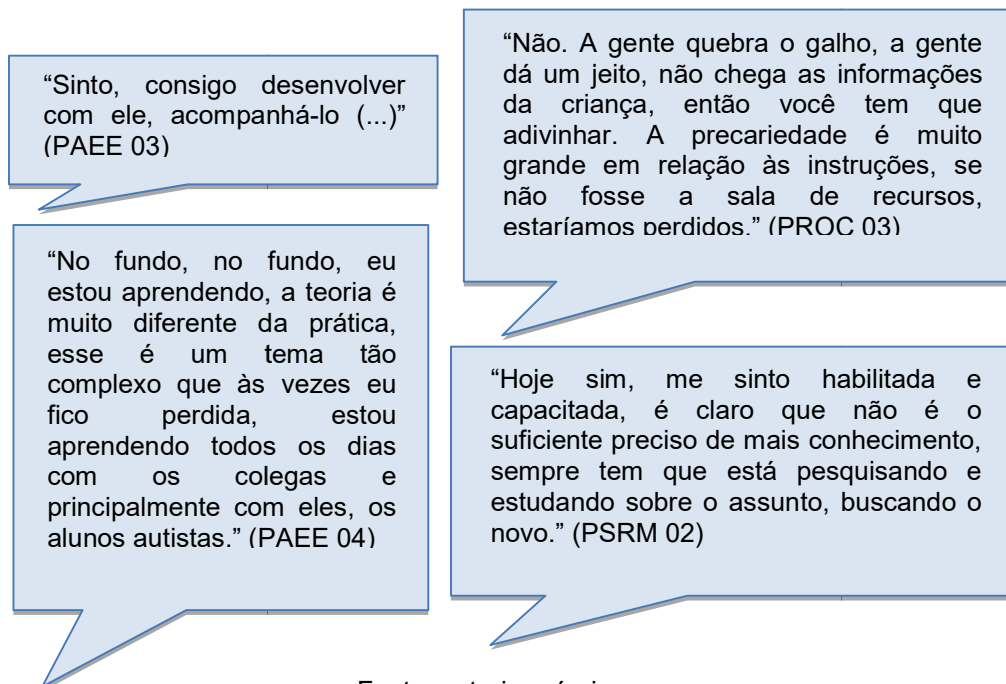 “Sinto, consigo desenvolver
com ele, acompanhá-lo (...)”
(PAEE 03)
“Não. A gente quebra o galho, a gente
dá um jeito, não chega as informações
da criança, então você tem que
adivinhar. A precariedade é muito
grande em relação às instruções, se
não fosse a sala de recursos,
estaríamos perdidos.” (PROC 03)
“No fundo, no fundo, eu
estou aprendendo, a teoria é
muito diferente da prática,
esse é um tema tão
complexo que às vezes eu
fico perdida, estou
aprendendo todos os dias
com os colegas e
principalmente com eles, os
alunos autistas.” (PAEE 04)
“Hoje sim, me sinto habilitada e
capacitada, é claro que não é o
suficiente preciso de mais conhecimento,
sempre tem que está pesquisando e
estudando sobre o assunto, buscando o
novo.” (PSRM 02)